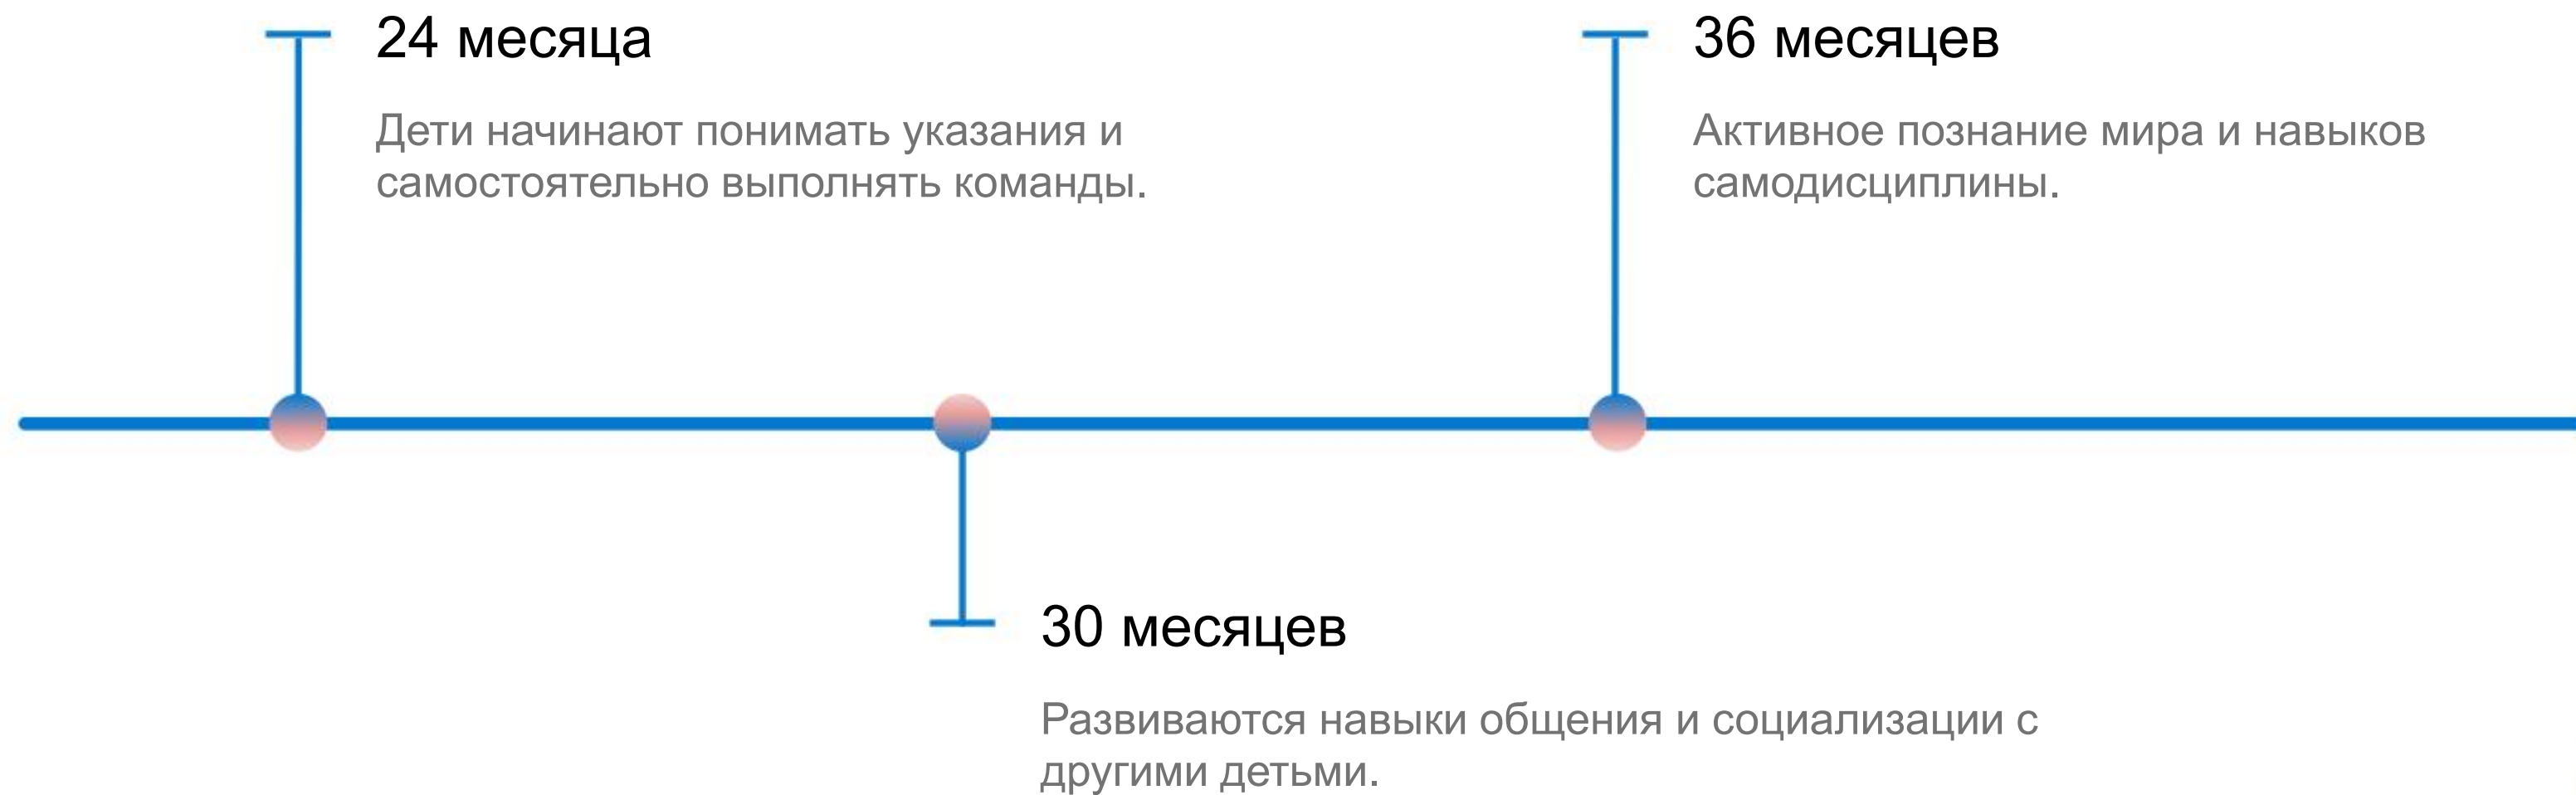 24 месяца
Дети начинают понимать указания и
самостоятельно выполнять команды.
36 месяцев
Активное познание мира и навыков
самодисциплины.
30 месяцев
Развиваются навыки общения и социализации с
другими детьми.